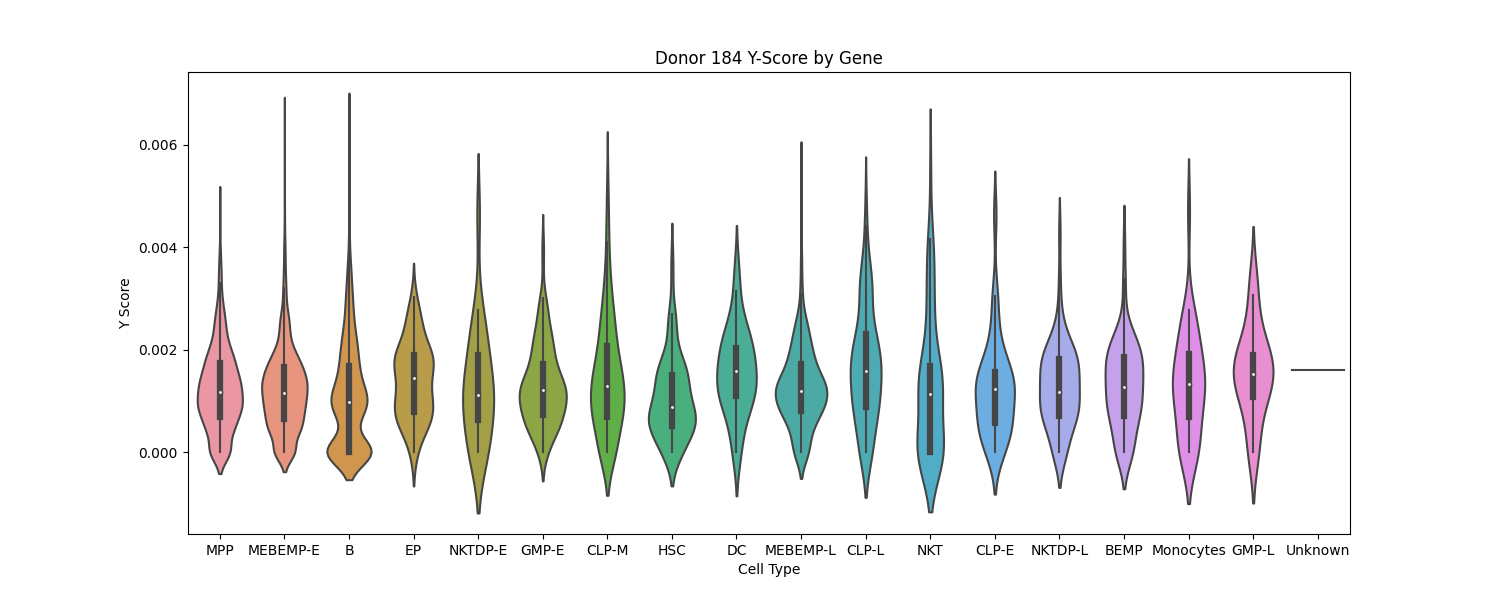 Donor 184 Y-Score by Gene
Y Score
0.006
0.004
0.002
0.000
MPP MEBEMP-E B EP NKTDP-E GMP-E CLP-M HSC DC MEBEMP-L CLP-L NKT CLP-E NKTDP-L BEMP Monocytes GMP-L Unknown
Cell Type